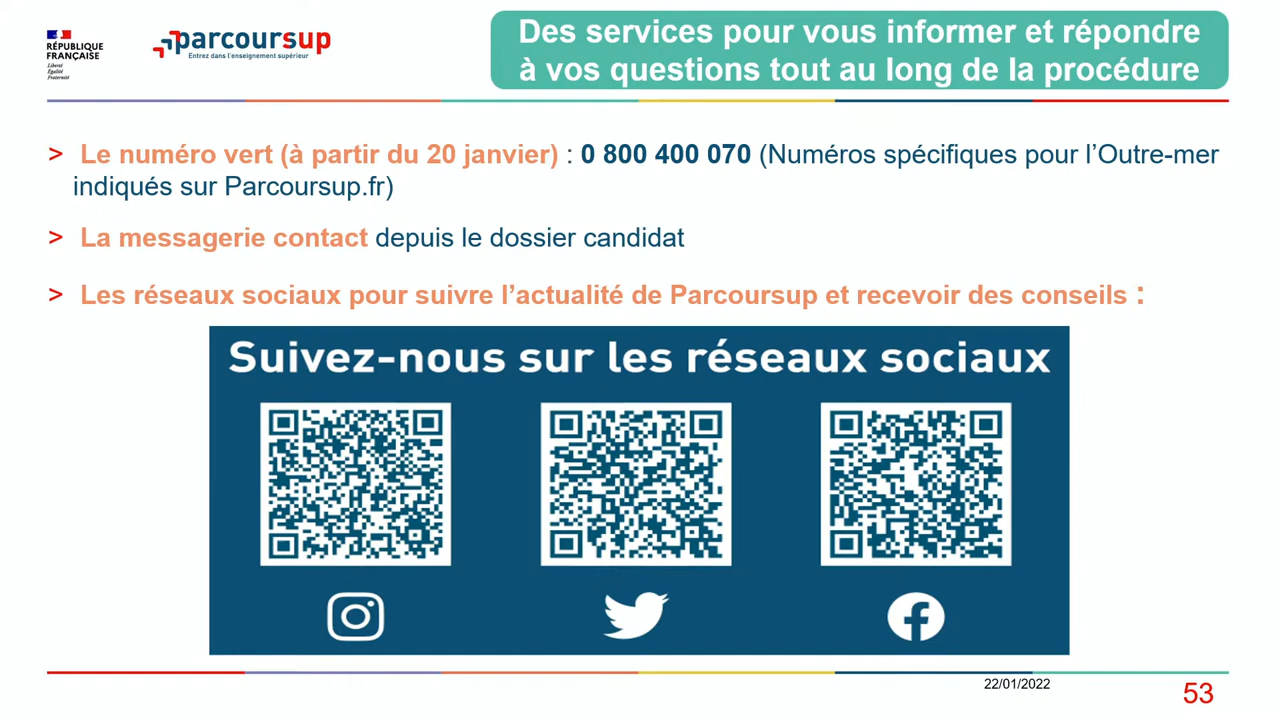 RÉPUBLIQUE
FRANÇAISE
Liberté
Égalité
Fraternité
parcoursup
Entrez dans l'enseignement supérieur
Des services pour vous informer et répondre
à vos questions tout au long de la procédure
> Le numéro vert (à partir du 20 janvier) : 0 800 400 070 (Numéros spécifiques pour l’Outre-mer
indiqués sur Parcoursup.fr)
> La messagerie contact depuis le dossier candidat
> Les réseaux sociaux pour suivre l’actualité de Parcoursup et recevoir des conseils :
Suivez-nous sur les réseaux sociaux
22/01/2022
53